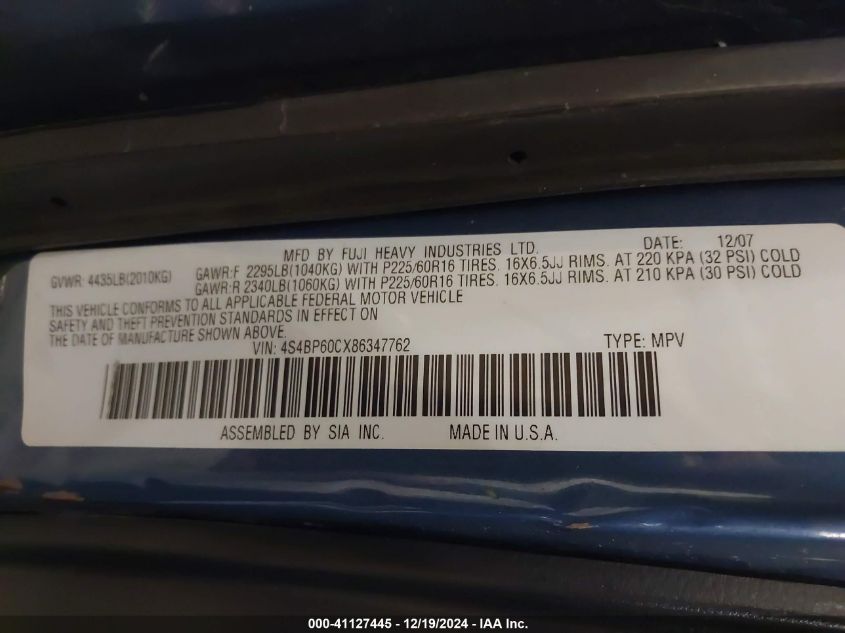 MFD BY FUJI HEAVY INDUSTRIES LTD. DATE: 12/07
GVWR: 4435LB(2010KG) GAWR:F 2295LB(1040KG) WITH P225/60R16 TIRES. 16X6.5JJ RIMS. AT 220 KPA (32 PSI) COLD
GAWR:R 2340LB(1060KG) WITH P225/60R16 TIRES. 16X6.5JJ RIMS. AT 210 KPA (30 PSI) COLD
THIS VEHICLE CONFORMS TO ALL APPLICABLE FEDERAL MOTOR VEHICLE
SAFETY AND THEFT PREVENTION STANDARDS IN EFFECT ON
THE DATE OF MANUFACTURE SHOWN ABOVE.
VIN: 4S4BP60CX86347762 TYPE: MPV
ASSEMBLED BY SIA INC. MADE IN U.S.A.
000-41127445 - 12/19/2024 - IAA Inc.